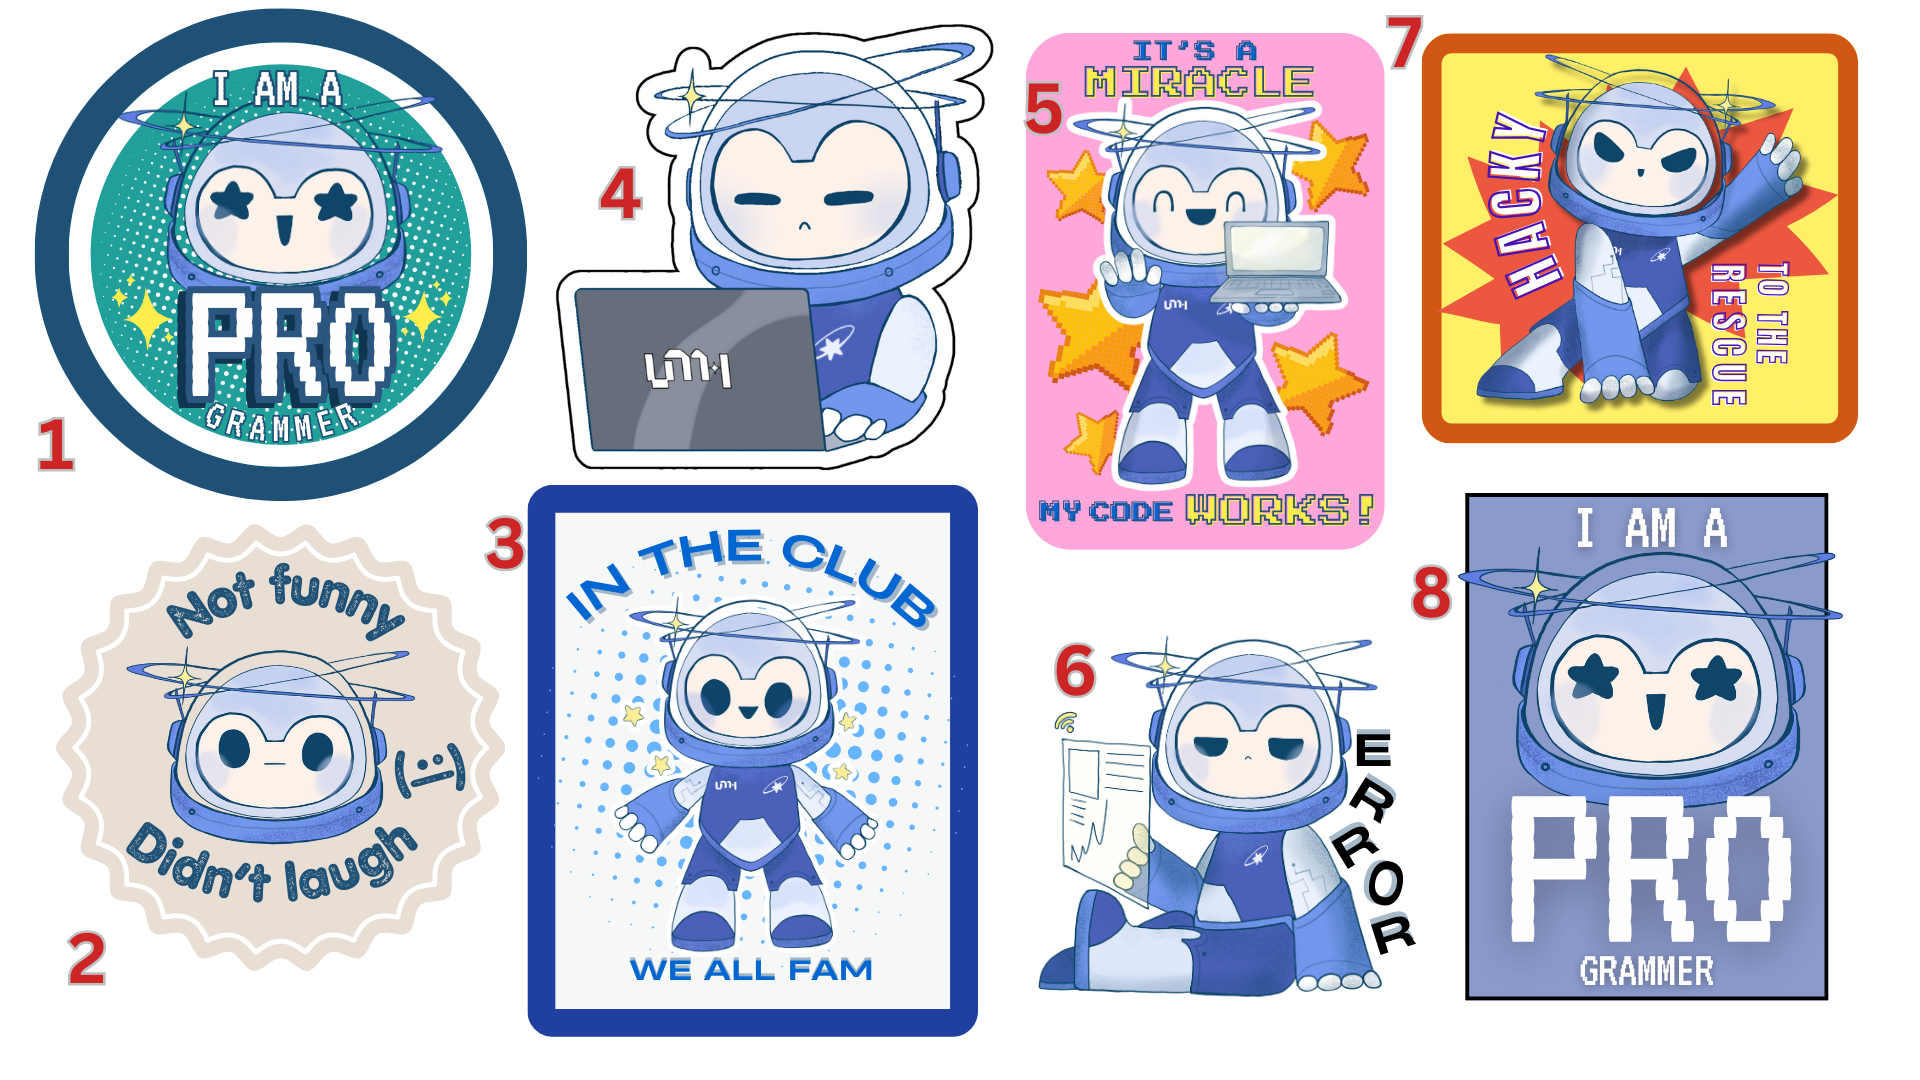 1
I AM A
PRO
GRAMMER
2
Not funny
(:-:)
Didn't laugh
3
IN THE CLUB
WE ALL FAM
4
5
IT'S A
MIRACLE
MY CODE WORKS!
6
ERROR
7
HACKY
TO THE
RESCUE
8
I AM A
PRO
GRAMMER